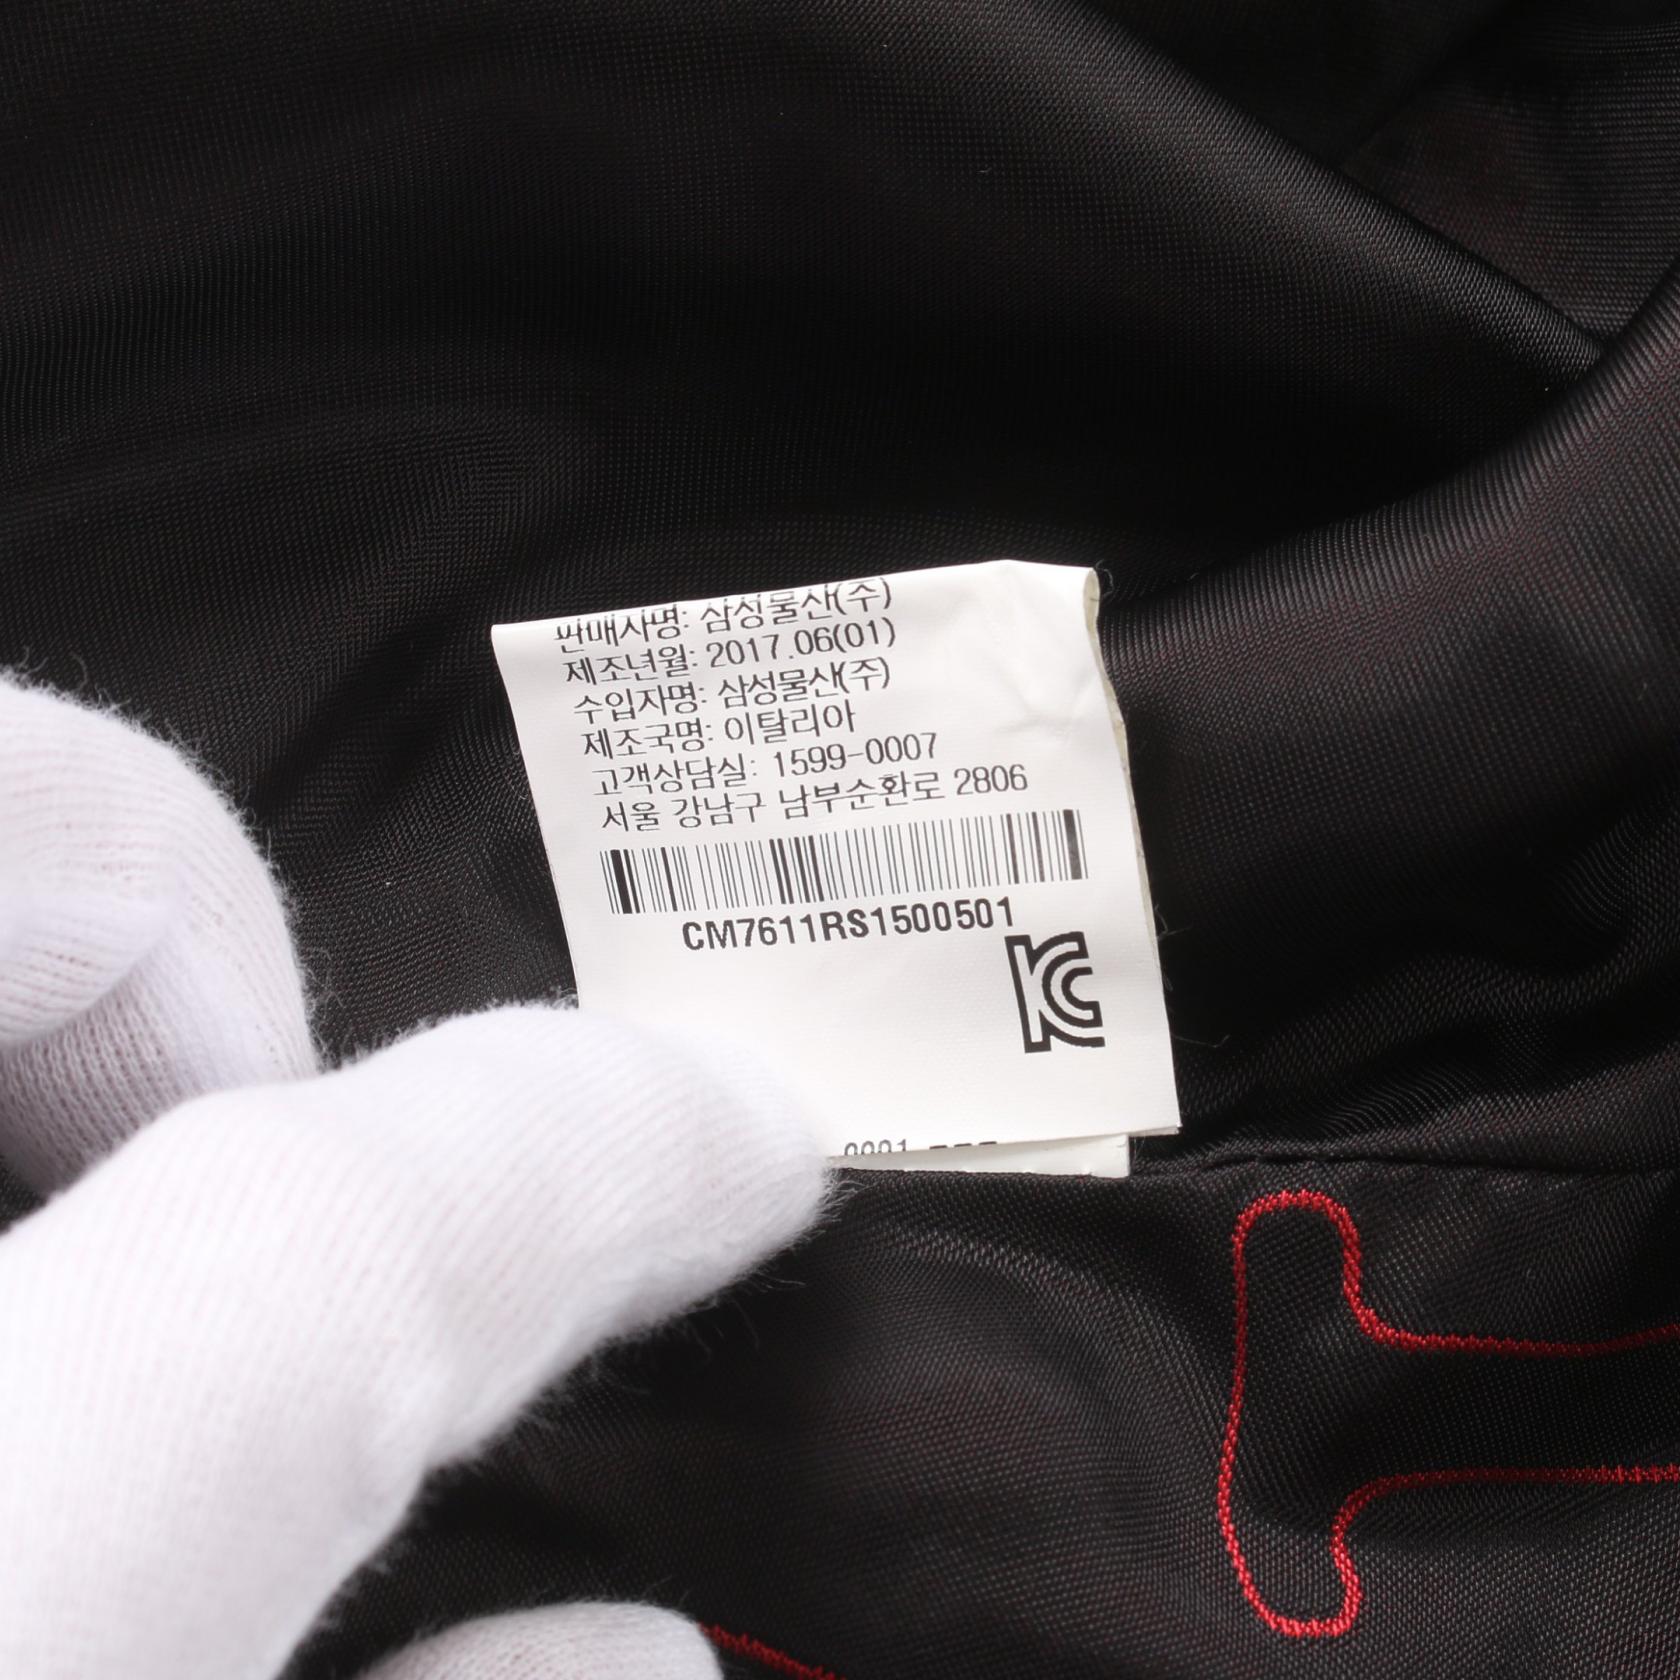 판매자명: 삼성물산(주)
제조년월: 2017.06(01)
수입자명: 삼성물산(주)
제조국명: 이탈리아
고객상담실: 1599-0007
서울 강남구 남부순환로 2806
CM7611RS1500501
KC